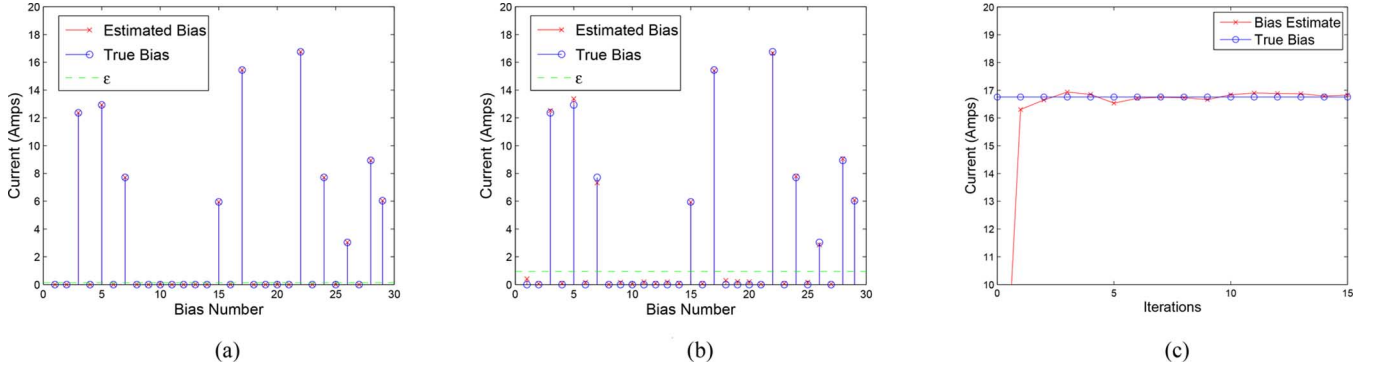 Current (Amps)
20
18
16
14
12
10
8
6
4
2
0
Estimated Bias
True Bias
ε
0 5 10 15 20 25 30
Bias Number
(a)
Current (Amps)
20
18
16
14
12
10
8
6
4
2
0
Estimated Bias
True Bias
ε
0 5 10 15 20 25 30
Bias Number
(b)
Current (Amps)
20
19
18
17
16
15
14
13
12
11
10
Bias Estimate
True Bias
0 5 10 15
Iterations
(c)